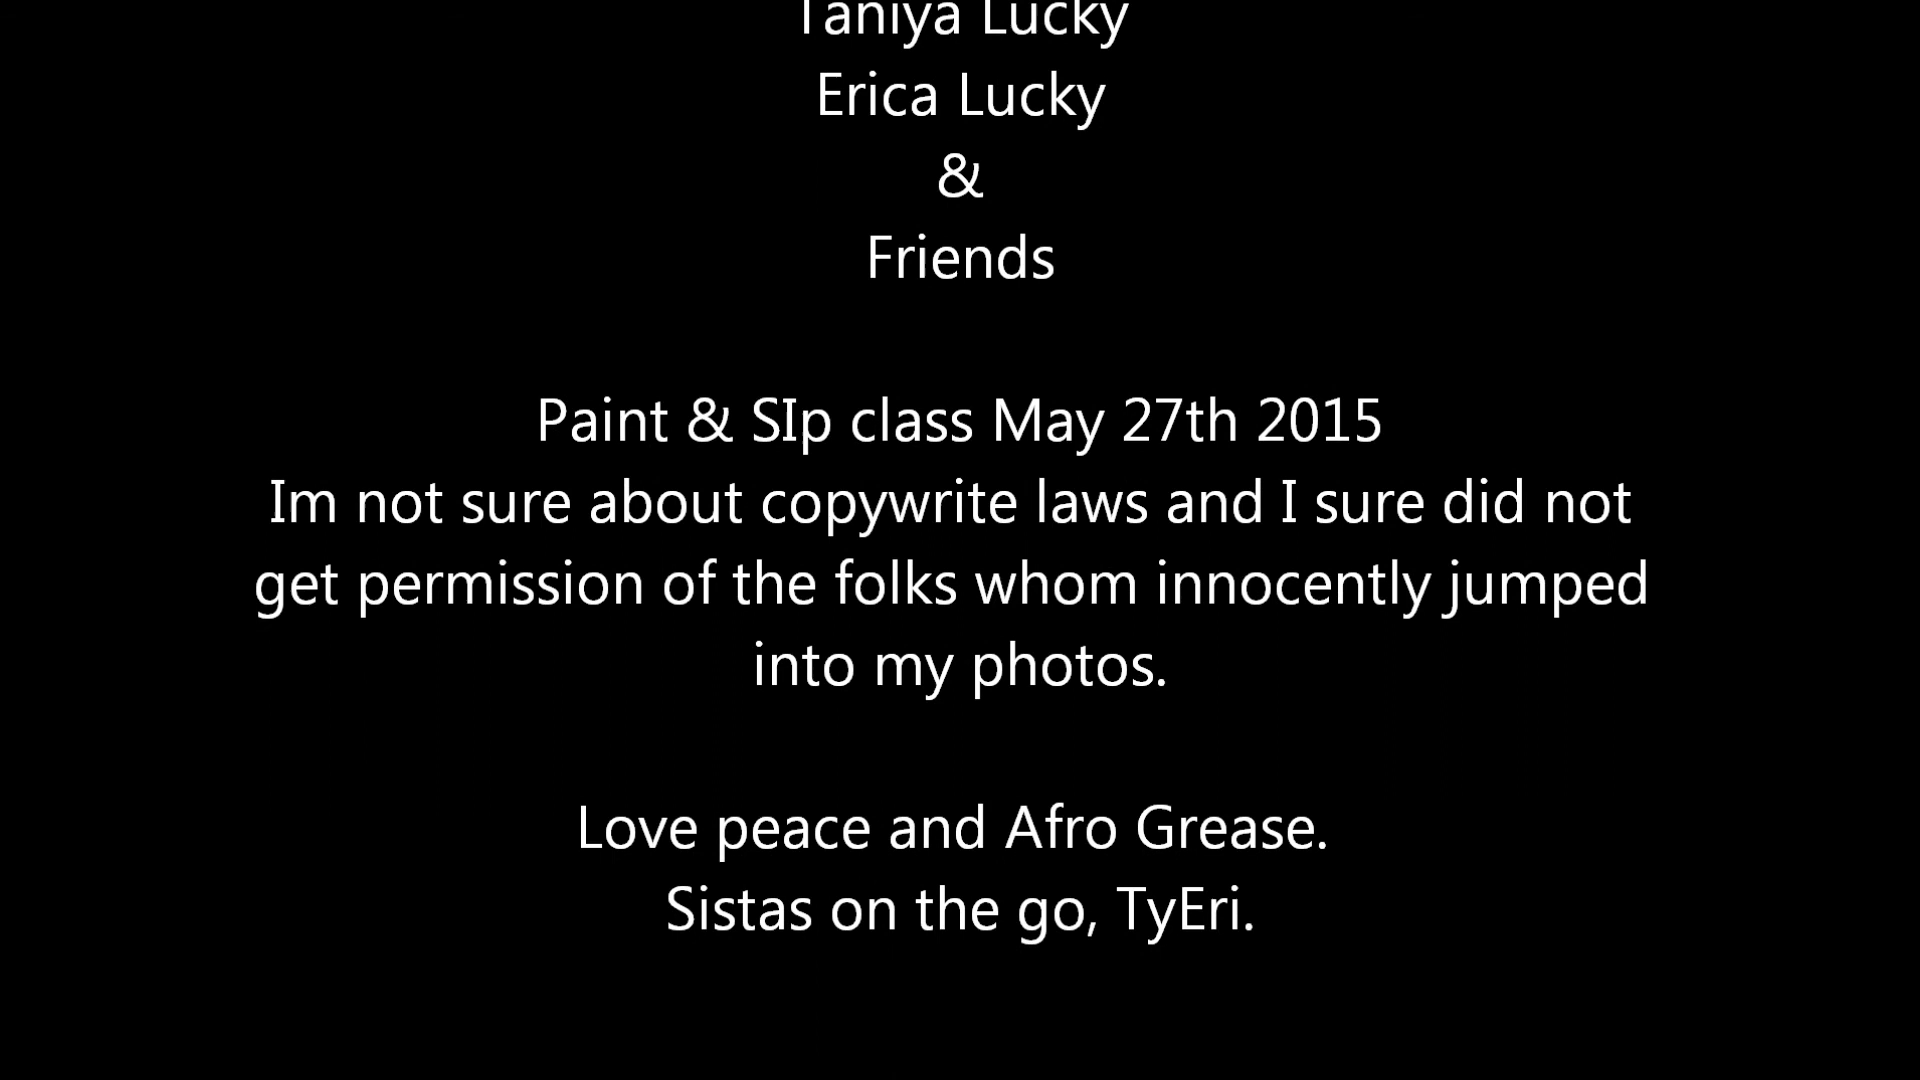 Taniya Lucky
Erica Lucky
&
Friends
Paint & SIp class May 27th 2015
Im not sure about copywrite laws and I sure did not
get permission of the folks whom innocently jumped
into my photos.
Love peace and Afro Grease.
Sistas on the go, TyEri.